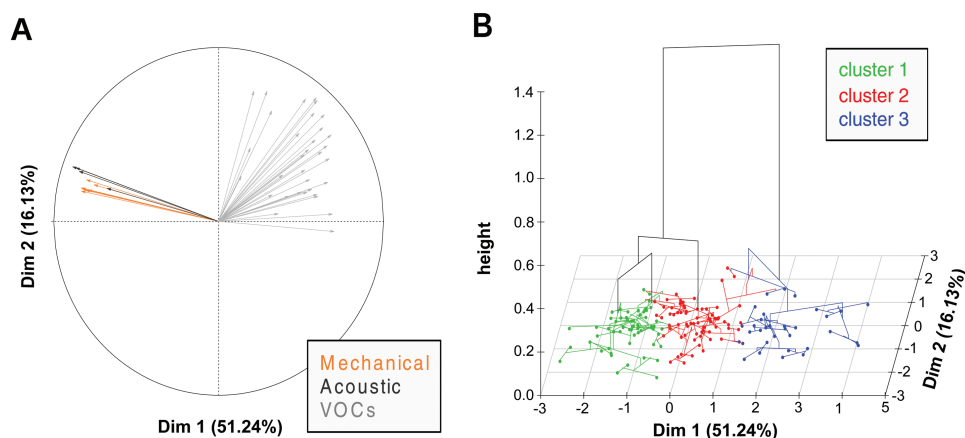 A
Dim 2 (16.13%)
Dim 1 (51.24%)
Mechanical
Acoustic
VOCs
B
cluster 1
cluster 2
cluster 3
height
1.4
1.2
1.0
0.8
0.6
0.4
0.2
0.0
-3 -2 -1 0 1 2 3 1 5
Dim 1 (51.24%)
3
2
1
0
-1
-2
-3
Dim 2 (16.13%)